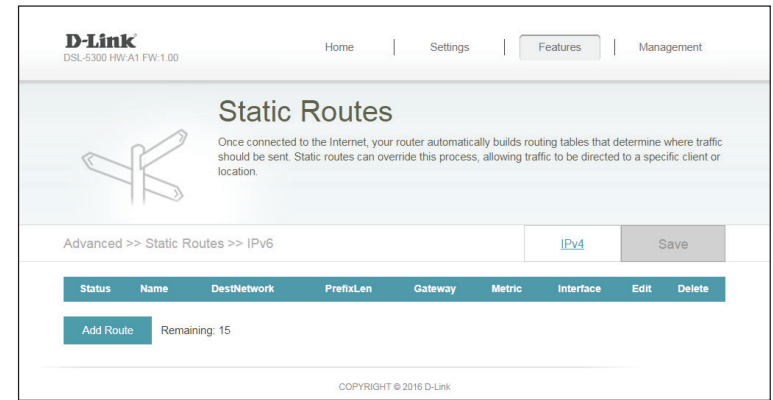 D-Link
DSL-5300 HW:A1 FW:1.00
Home Settings Features Management
Static Routes
Once connected to the Internet, your router automatically builds routing tables that determine where traffic
should be sent. Static routes can override this process, allowing traffic to be directed to a specific client or
location.
Advanced >> Static Routes >> IPv6
IPv4
Save
Status Name DestNetwork PrefixLen Gateway Metric Interface Edit Delete
Add Route Remaining: 15
COPYRIGHT © 2016 D-Link